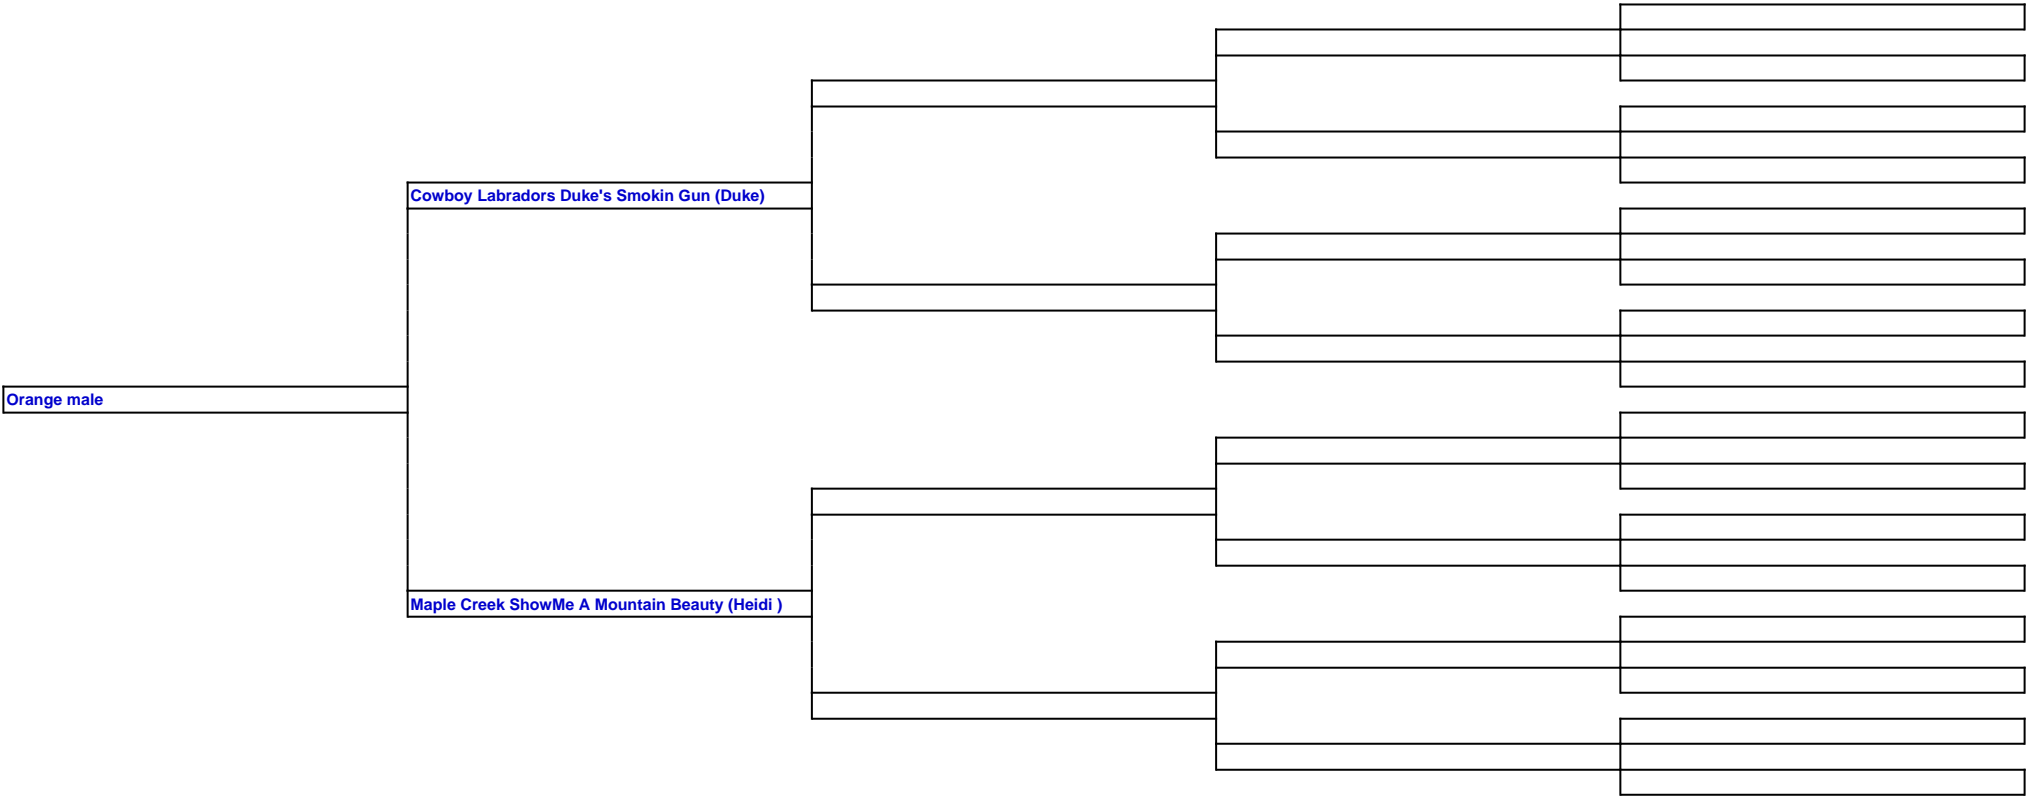 Cowboy Labradors Duke's Smokin Gun (Duke)
Orange male
Maple Creek ShowMe A Mountain Beauty (Heidi )